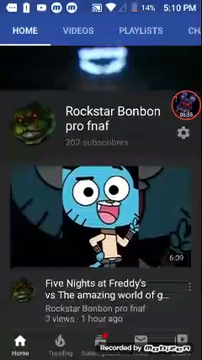 14% 5:10 PM
HOME VIDEOS PLAYLISTS CHA
Rockstar Bonbon
pro fnaf
207 subscribers
6:09
Five Nights at Freddy's
vs The amazing world of g...
Rockstar Bonbon pro fnaf
3 views · 1 hour ago
Home Trending
Recorded by